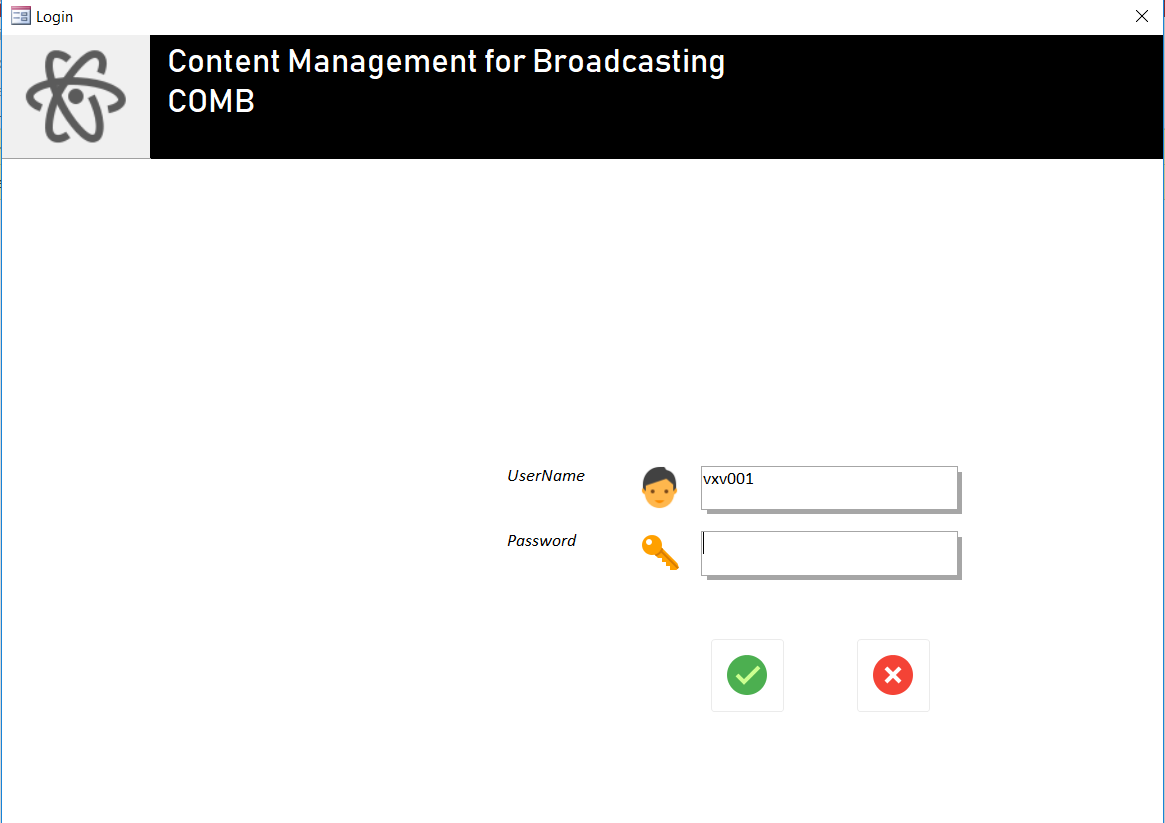 Login
Content Management for Broadcasting
COMB
UserName
vxv001
Password